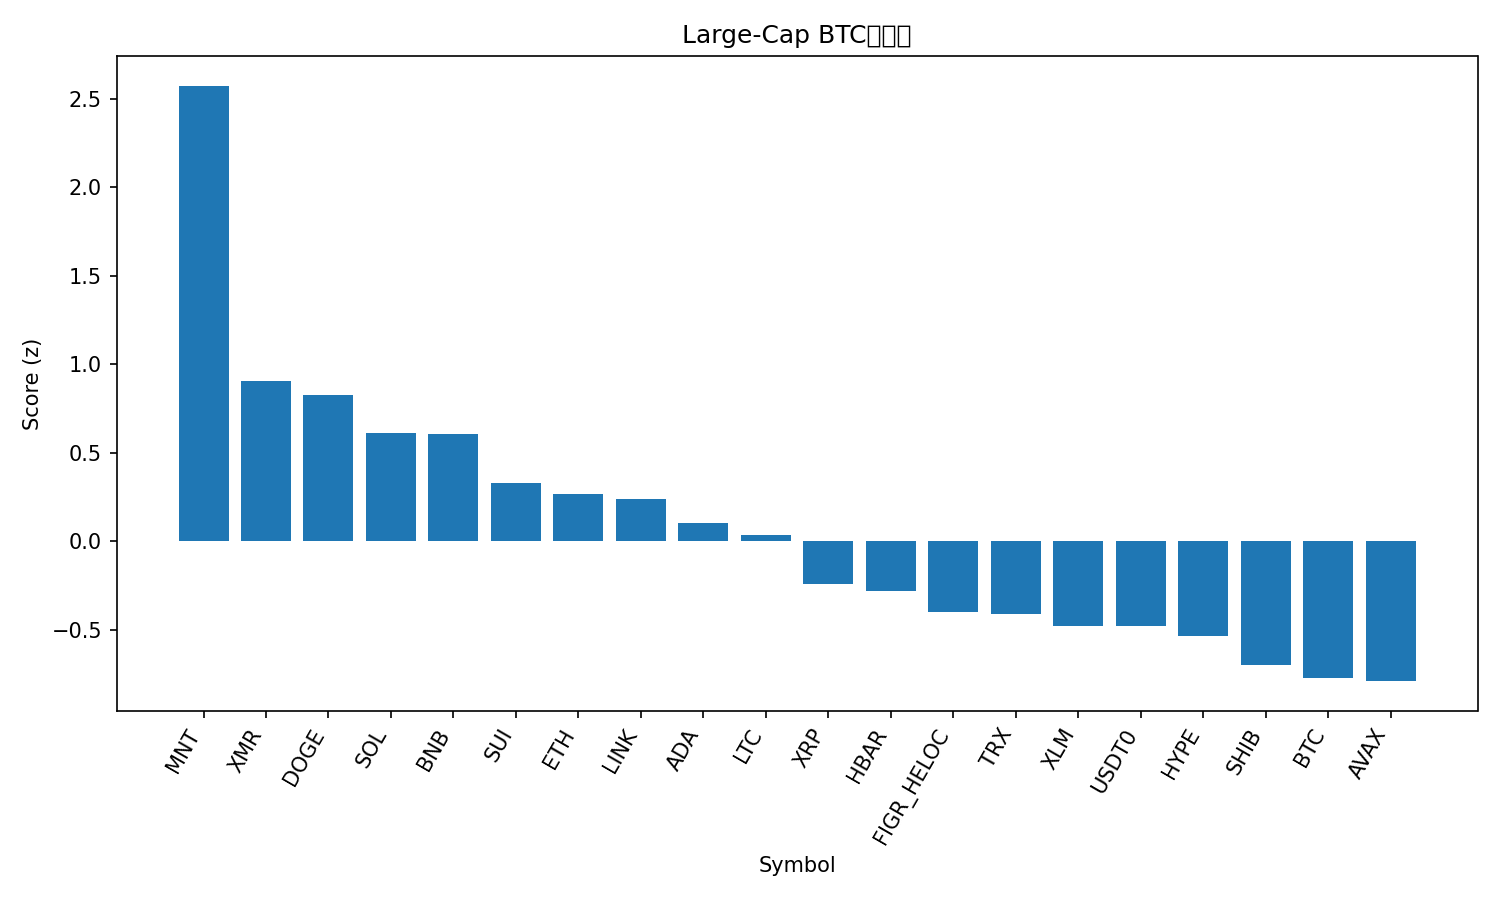 Large-Cap BTC
Score (z)
2.5
2.0
1.5
1.0
0.5
0.0
−0.5
MNT
XMR
DOGE
SOL
BNB
SUI
ETH
LINK
ADA
LTC
XRP
HBAR
FIGR_HELOC
TRX
XLM
USDT0
HYPE
SHIB
BTC
AVAX
Symbol